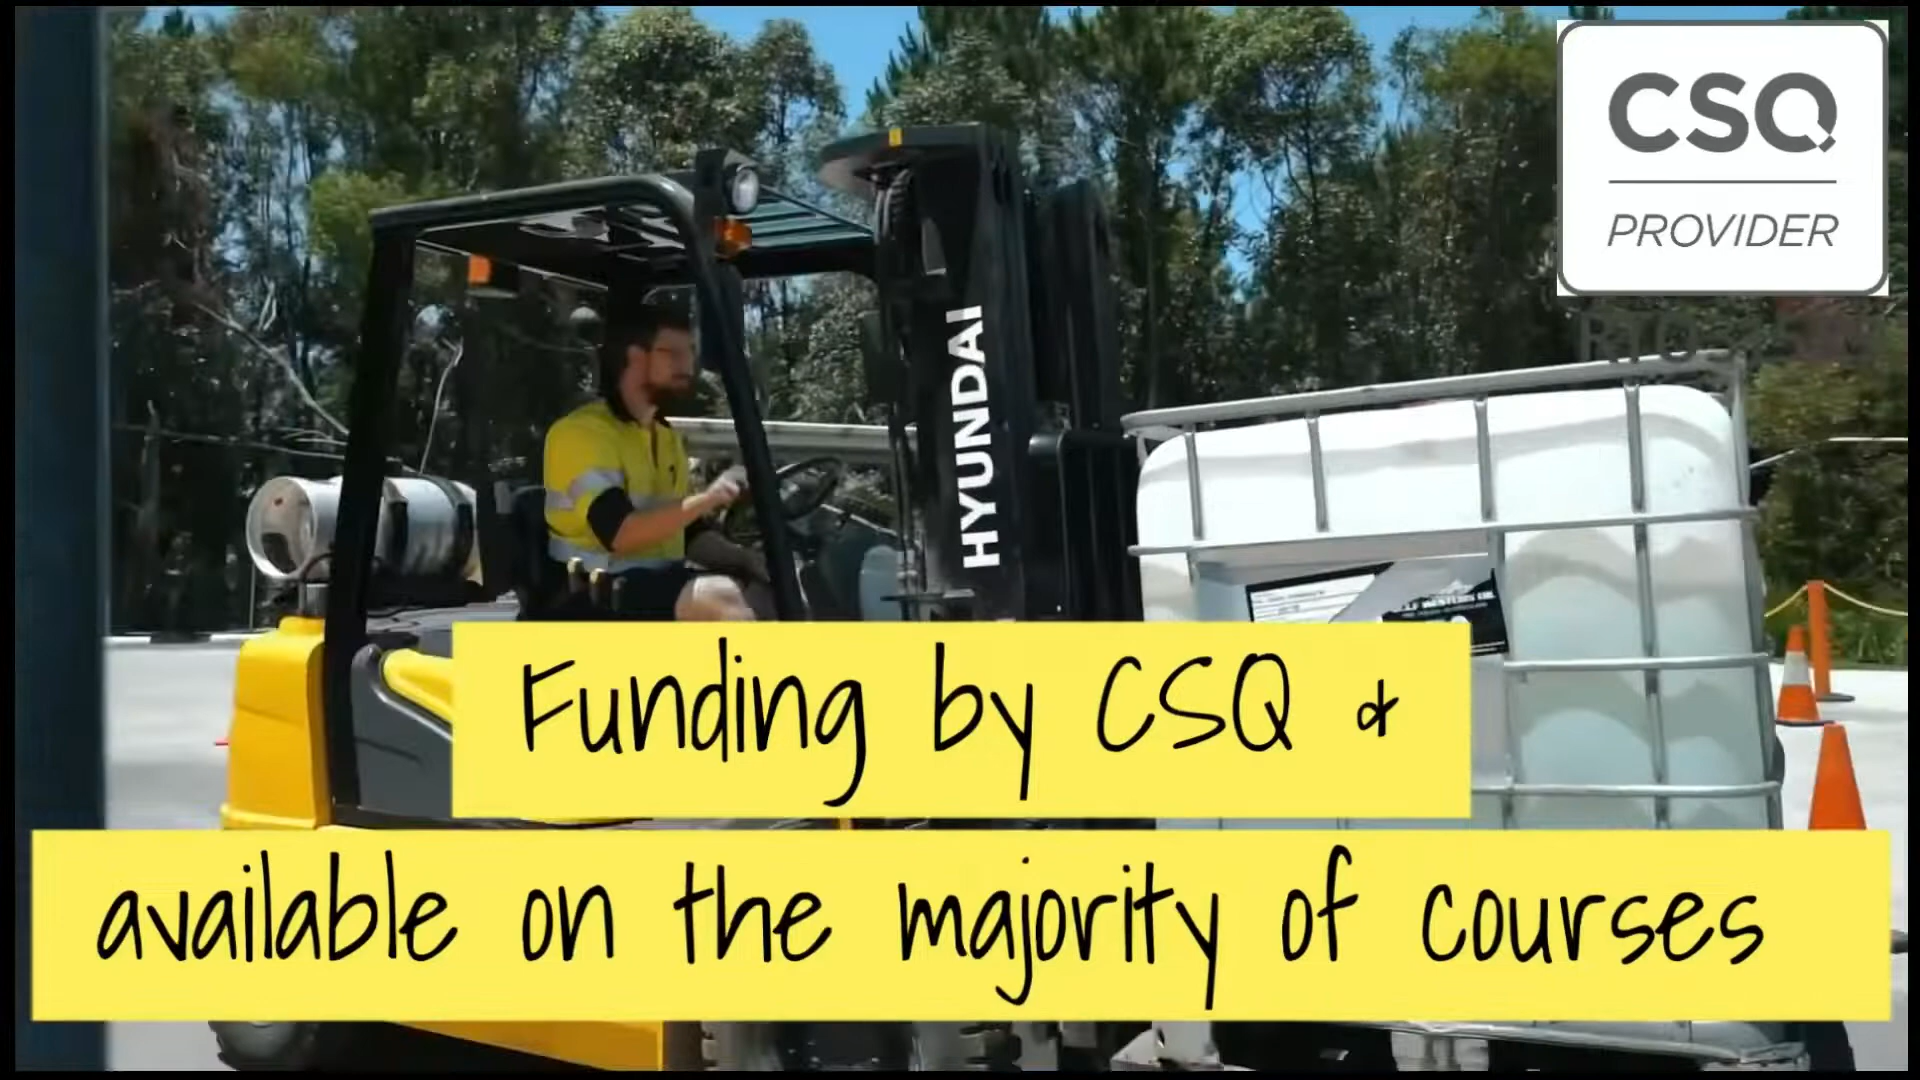 CSQ
PROVIDER
HYUNDAI
Funding by CSQ &
available on the majority of courses